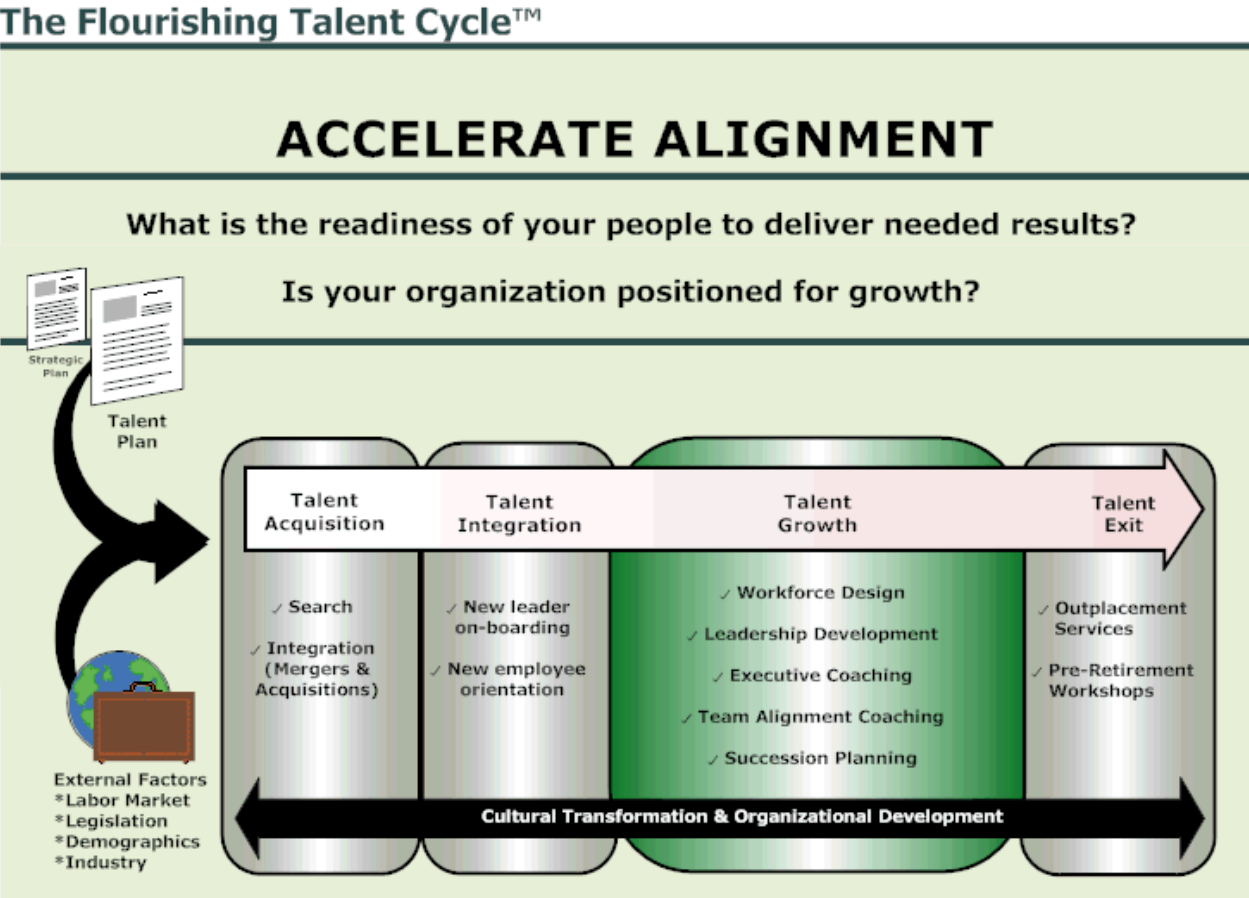 The Flourishing Talent Cycle™
ACCELERATE ALIGNMENT
What is the readiness of your people to deliver needed results?
Is your organization positioned for growth?
Strategic
Plan
Talent
Plan
Talent
Acquisition
Talent
Integration
Talent
Growth
Talent
Exit
✓ Search
✓ Integration
(Mergers &
Acquisitions)
✓ New leader
on-boarding
✓ New employee
orientation
✓ Workforce Design
✓ Leadership Development
✓ Executive Coaching
✓ Team Alignment Coaching
✓ Succession Planning
✓ Outplacement
Services
✓ Pre-Retirement
Workshops
External Factors
*Labor Market
*Legislation
*Demographics
*Industry
Cultural Transformation & Organizational Development